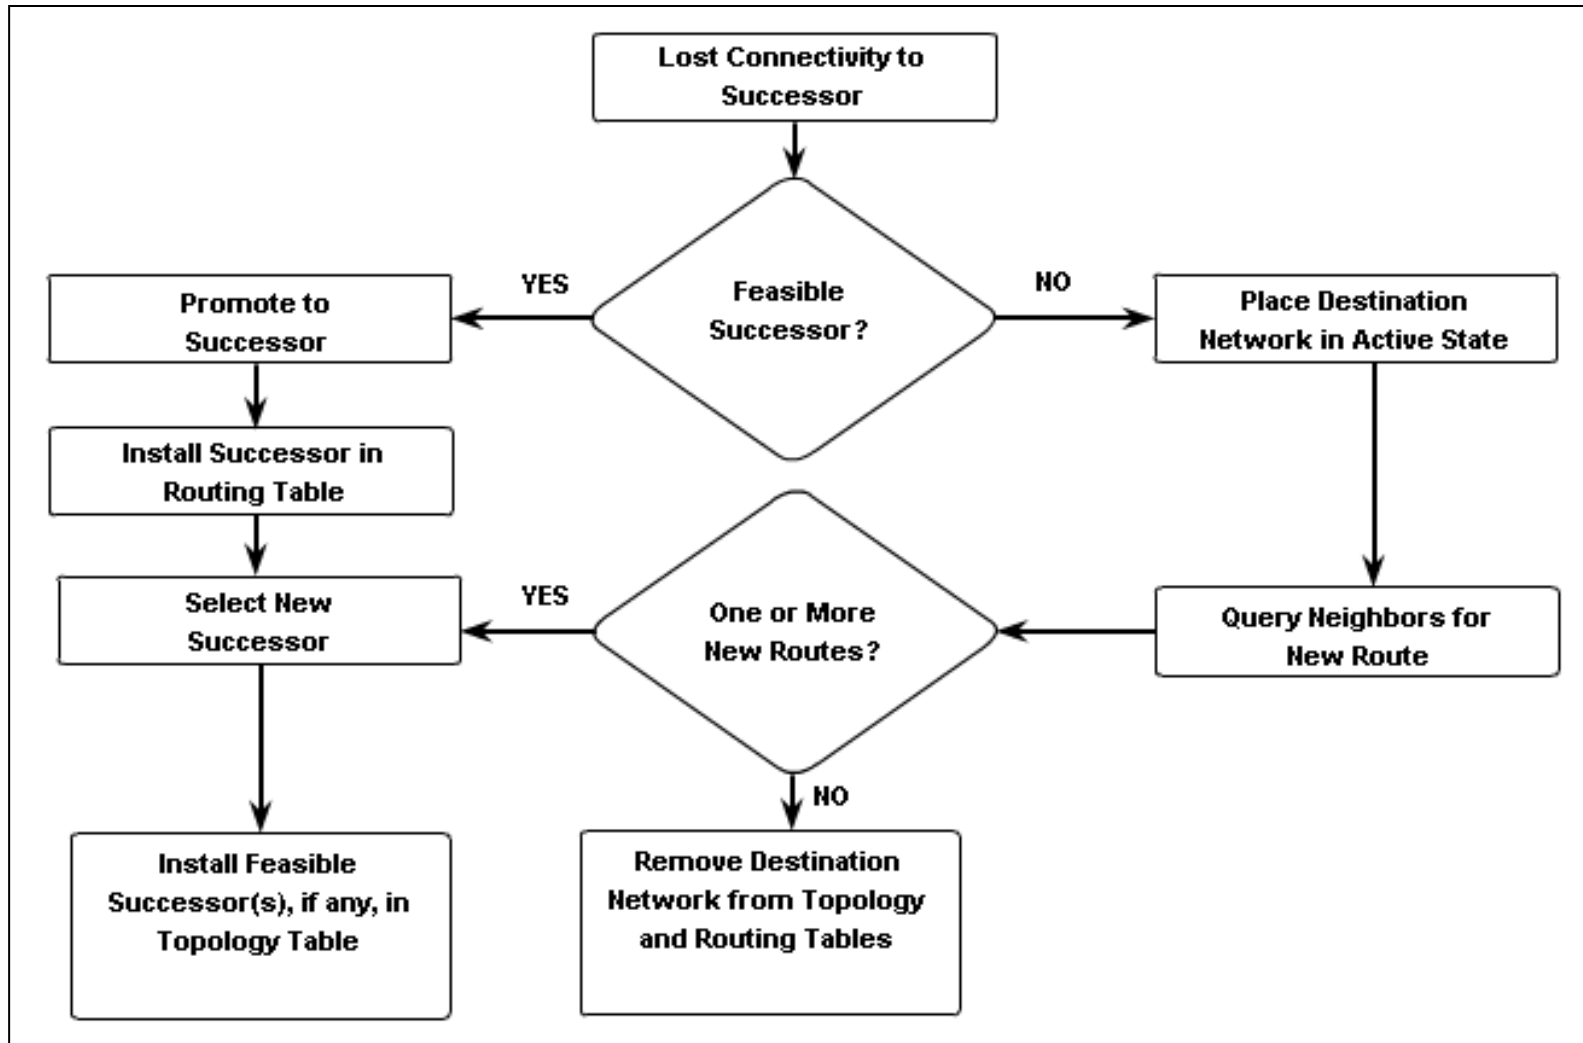 Lost Connectivity to
Successor
YES
Feasible
Successor?
NO
Promote to
Successor
Place Destination
Network in Active State
Install Successor in
Routing Table
Select New
Successor
YES
One or More
New Routes?
Query Neighbors for
New Route
NO
Install Feasible
Successor(s), if any, in
Topology Table
Remove Destination
Network from Topology
and Routing Tables